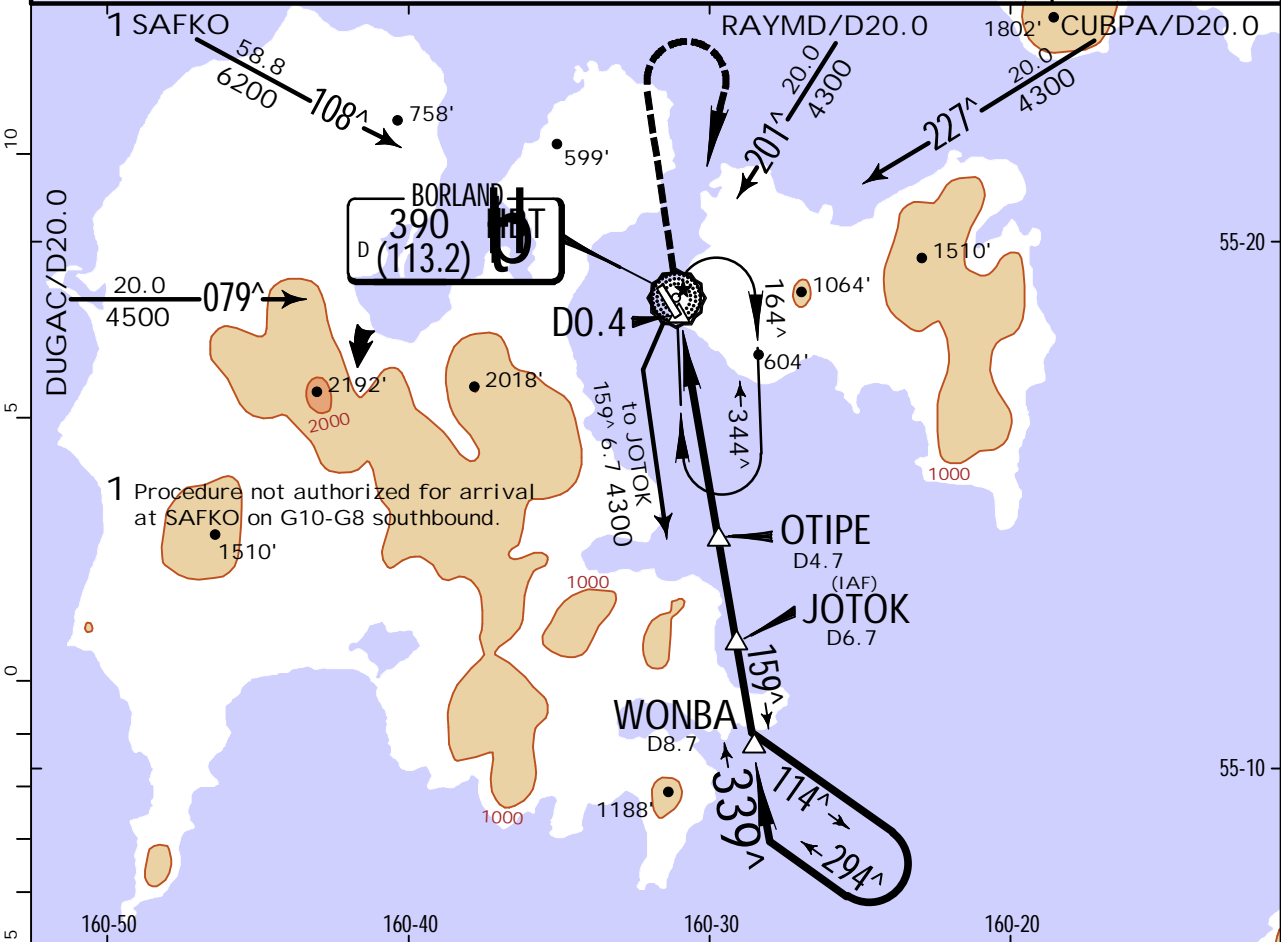 1 SAFKO
58.8
6200
108^
RAYMD/D20.0
20.0
4300
201^
1802'
CUBPA/D20.0
20.0
4300
227^
758'
599'
10
BORLAND
390
D (113.2)
DUGAC/D20.0
20.0
4500
079^
55-20
1510'
1064'
164^
D0.4
604'
2192'
2000
2018'
5
344^
to JOTOK
159^ 6.7 4300
1000
1 Procedure not authorized for arrival
at SAFKO on G10-G8 southbound.
1510'
OTIPE
D4.7
(IAF)
JOTOK
D6.7
1000
0
159^
WONBA
D8.7
55-10
114^
339^
294^
1188'
1000
160-50
160-40
160-30
160-20
5